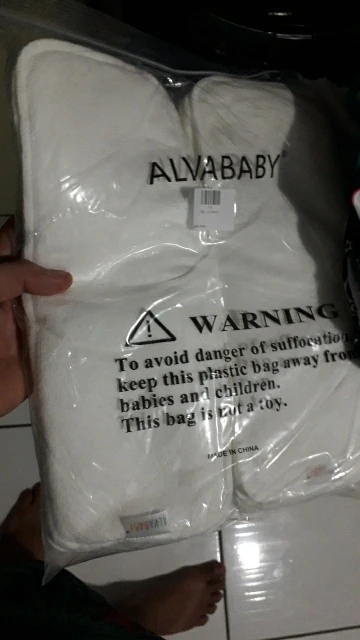 ALVABABY
WARNING
To avoid danger of suffocation
keep this plastic bag away from
babies and children.
This bag is not a toy.
MADE IN CHINA